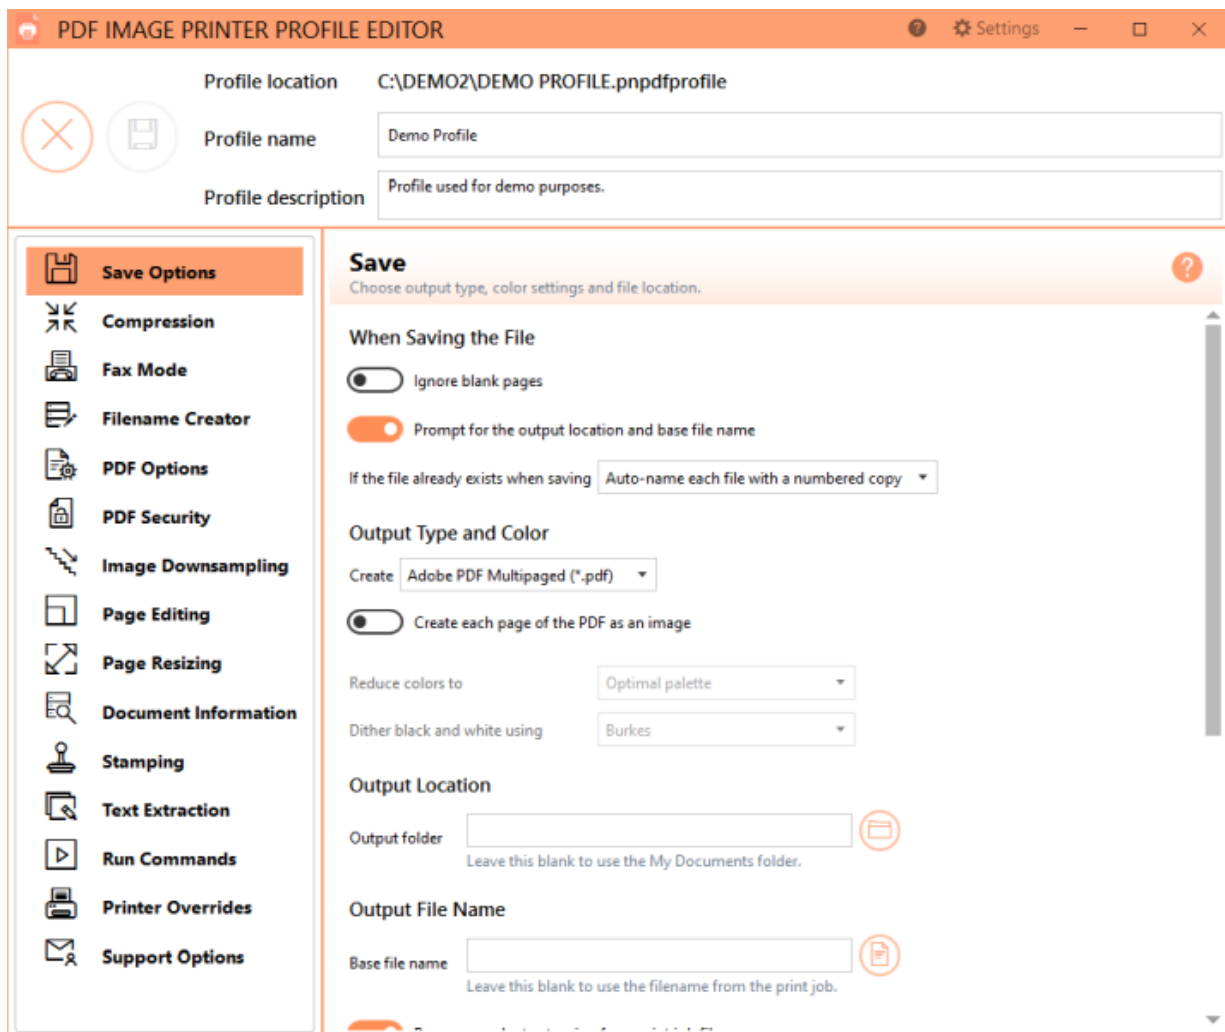 PDF IMAGE PRINTER PROFILE EDITOR ? Settings
Profile location C:\DEMO2\DEMO PROFILE.pnpdfprofile
Profile name Demo Profile
Profile description Profile used for demo purposes.
Save Options
Compression
Fax Mode
Filename Creator
PDF Options
PDF Security
Image Downsampling
Page Editing
Page Resizing
Document Information
Stamping
Text Extraction
Run Commands
Printer Overrides
Support Options
Save ?
Choose output type, color settings and file location.
When Saving the File
Ignore blank pages
Prompt for the output location and base file name
If the file already exists when saving Auto-name each file with a numbered copy
Output Type and Color
Create Adobe PDF Multipaged (*.pdf)
Create each page of the PDF as an image
Reduce colors to Optimal palette
Dither black and white using Burkes
Output Location
Output folder
Leave this blank to use the My Documents folder.
Output File Name
Base file name
Leave this blank to use the filename from the print job.